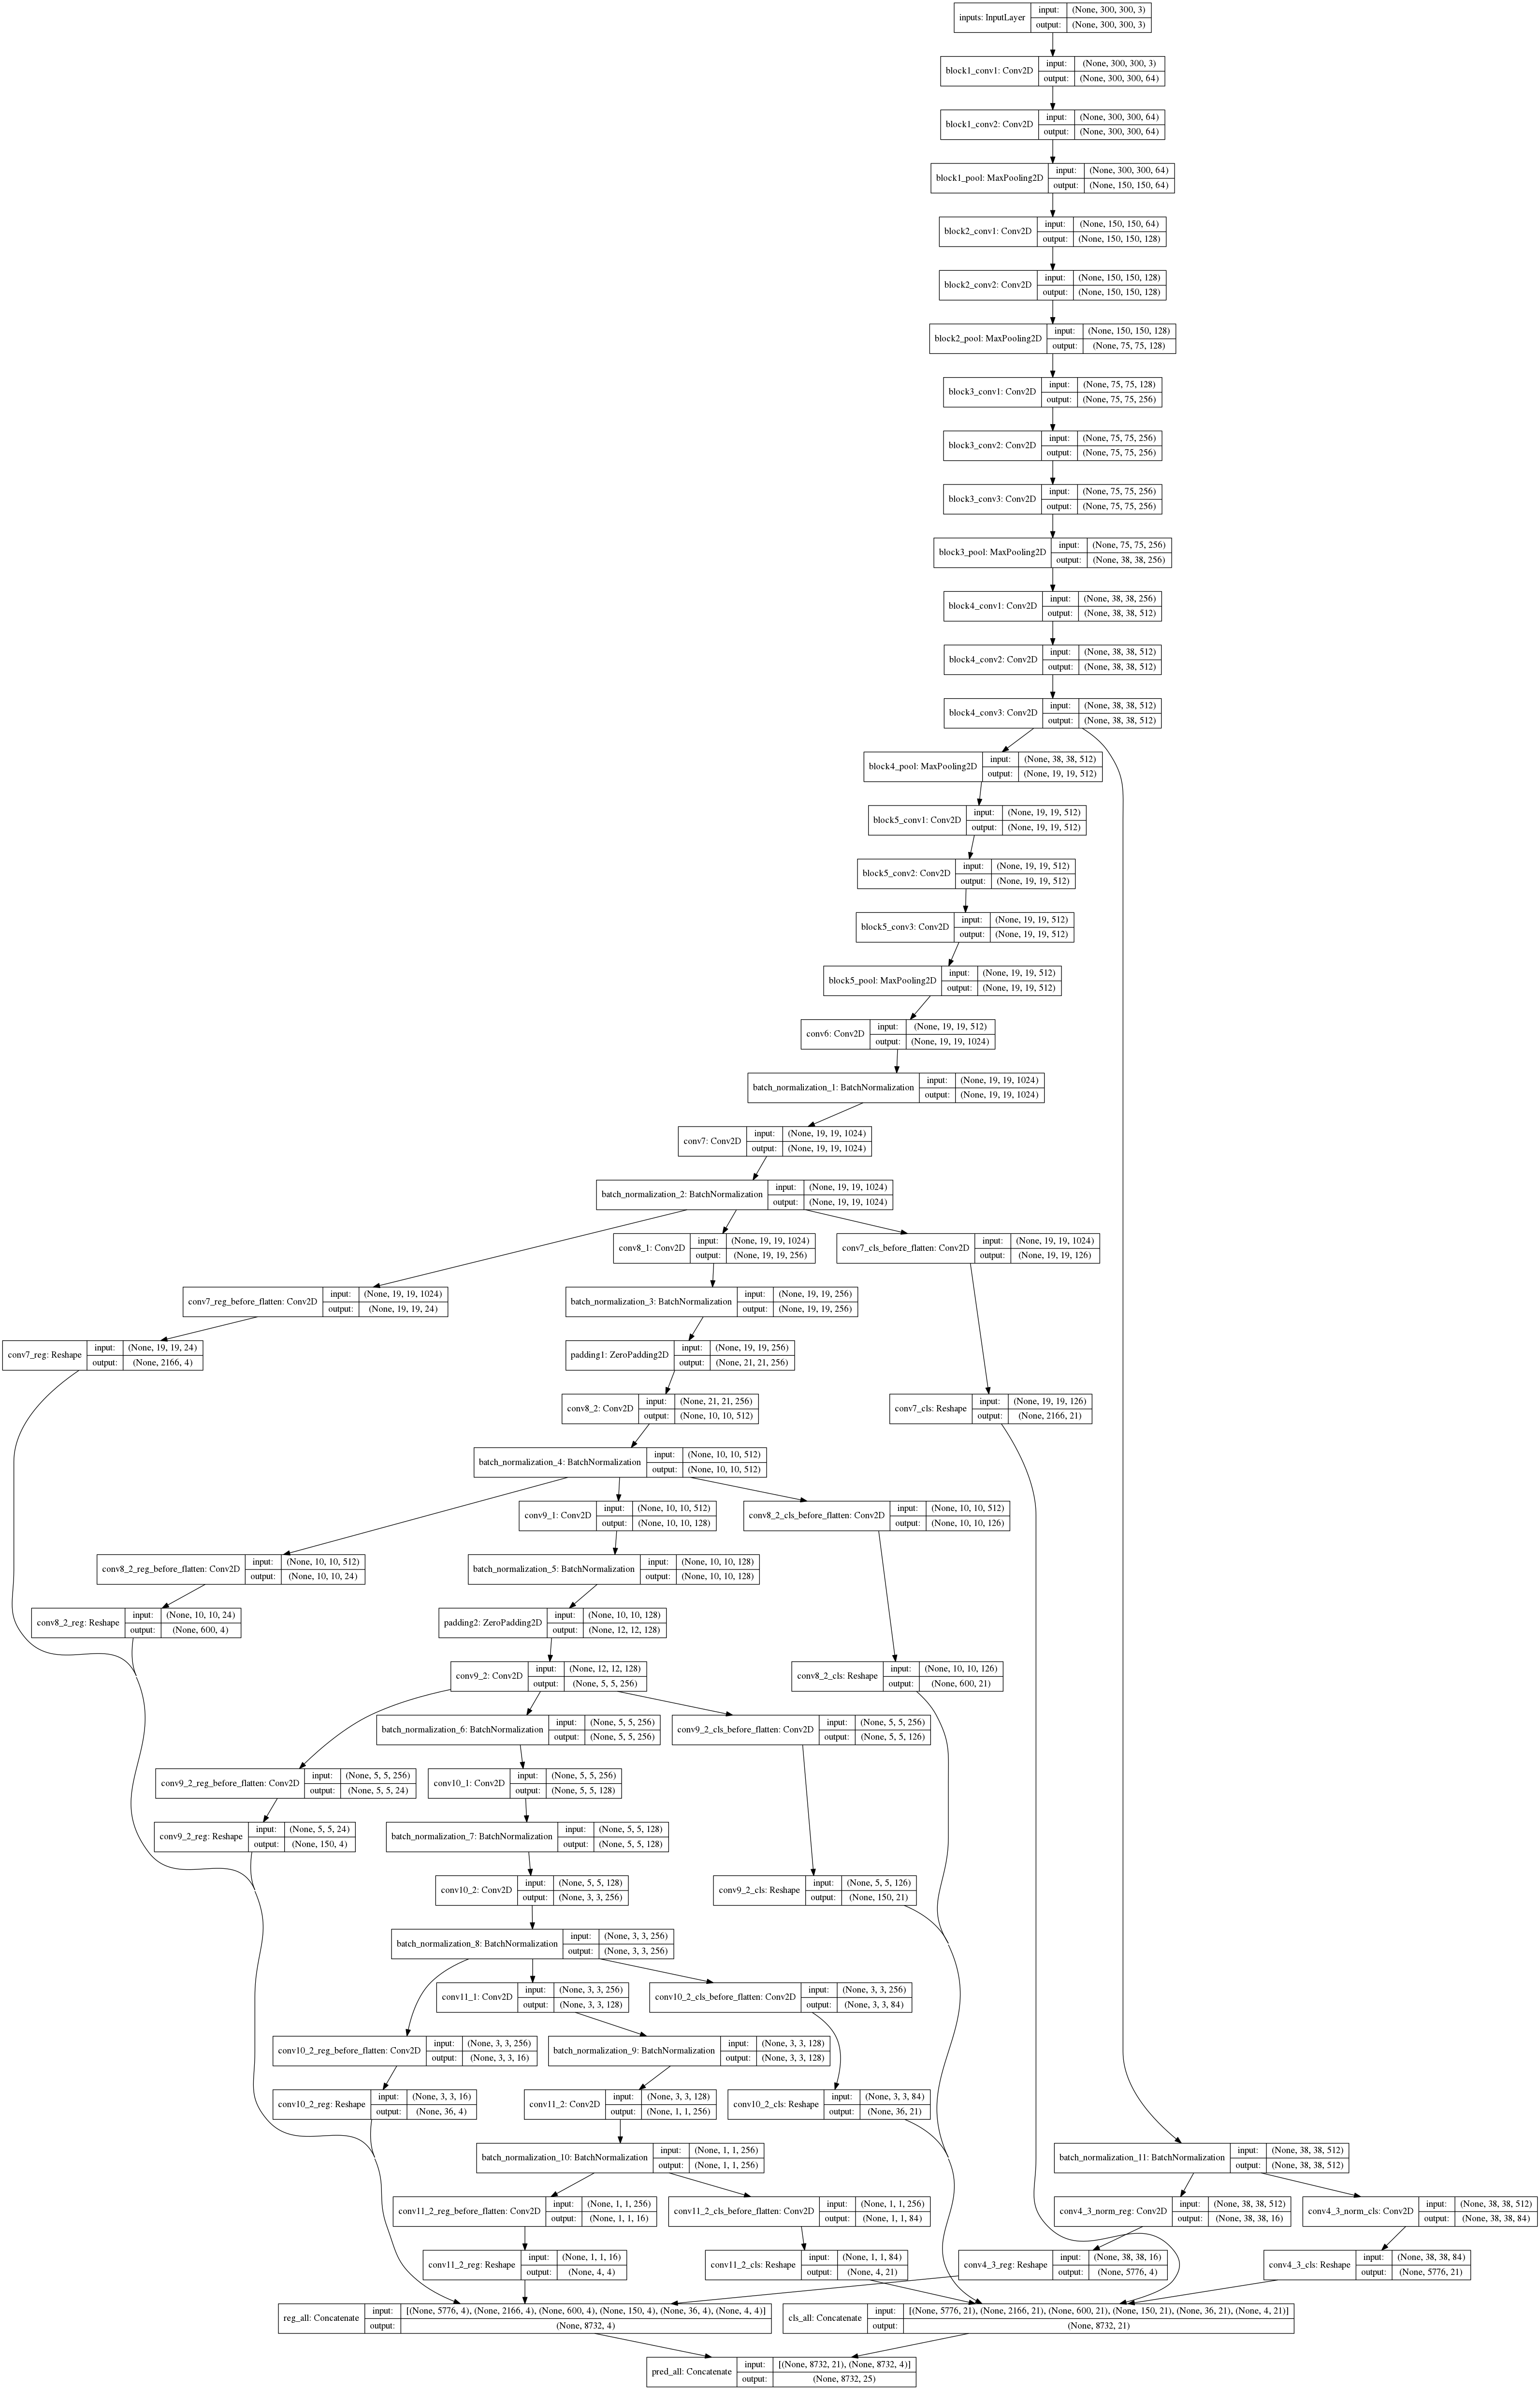 inputs: InputLayer
input: (None, 300, 300, 3)
output: (None, 300, 300, 3)
block1_conv1: Conv2D
input: (None, 300, 300, 3)
output: (None, 300, 300, 64)
block1_conv2: Conv2D
input: (None, 300, 300, 64)
output: (None, 300, 300, 64)
block1_pool: MaxPooling2D
input: (None, 300, 300, 64)
output: (None, 150, 150, 64)
block2_conv1: Conv2D
input: (None, 150, 150, 64)
output: (None, 150, 150, 128)
block2_conv2: Conv2D
input: (None, 150, 150, 128)
output: (None, 150, 150, 128)
block2_pool: MaxPooling2D
input: (None, 150, 150, 128)
output: (None, 75, 75, 128)
block3_conv1: Conv2D
input: (None, 75, 75, 128)
output: (None, 75, 75, 256)
block3_conv2: Conv2D
input: (None, 75, 75, 256)
output: (None, 75, 75, 256)
block3_conv3: Conv2D
input: (None, 75, 75, 256)
output: (None, 75, 75, 256)
block3_pool: MaxPooling2D
input: (None, 75, 75, 256)
output: (None, 38, 38, 256)
block4_conv1: Conv2D
input: (None, 38, 38, 256)
output: (None, 38, 38, 512)
block4_conv2: Conv2D
input: (None, 38, 38, 512)
output: (None, 38, 38, 512)
block4_conv3: Conv2D
input: (None, 38, 38, 512)
output: (None, 38, 38, 512)
block4_pool: MaxPooling2D
input: (None, 38, 38, 512)
output: (None, 19, 19, 512)
block5_conv1: Conv2D
input: (None, 19, 19, 512)
output: (None, 19, 19, 512)
block5_conv2: Conv2D
input: (None, 19, 19, 512)
output: (None, 19, 19, 512)
block5_conv3: Conv2D
input: (None, 19, 19, 512)
output: (None, 19, 19, 512)
block5_pool: MaxPooling2D
input: (None, 19, 19, 512)
output: (None, 19, 19, 512)
conv6: Conv2D
input: (None, 19, 19, 512)
output: (None, 19, 19, 1024)
batch_normalization_1: BatchNormalization
input: (None, 19, 19, 1024)
output: (None, 19, 19, 1024)
conv7: Conv2D
input: (None, 19, 19, 1024)
output: (None, 19, 19, 1024)
batch_normalization_2: BatchNormalization
input: (None, 19, 19, 1024)
output: (None, 19, 19, 1024)
conv8_1: Conv2D
input: (None, 19, 19, 1024)
output: (None, 19, 19, 256)
conv7_cls_before_flatten: Conv2D
input: (None, 19, 19, 1024)
output: (None, 19, 19, 126)
conv7_reg_before_flatten: Conv2D
input: (None, 19, 19, 1024)
output: (None, 19, 19, 24)
batch_normalization_3: BatchNormalization
input: (None, 19, 19, 256)
output: (None, 19, 19, 256)
conv7_reg: Reshape
input: (None, 19, 19, 24)
output: (None, 2166, 4)
padding1: ZeroPadding2D
input: (None, 19, 19, 256)
output: (None, 21, 21, 256)
conv8_2: Conv2D
input: (None, 21, 21, 256)
output: (None, 10, 10, 512)
conv7_cls: Reshape
input: (None, 19, 19, 126)
output: (None, 2166, 21)
batch_normalization_4: BatchNormalization
input: (None, 10, 10, 512)
output: (None, 10, 10, 512)
conv9_1: Conv2D
input: (None, 10, 10, 512)
output: (None, 10, 10, 128)
conv8_2_cls_before_flatten: Conv2D
input: (None, 10, 10, 512)
output: (None, 10, 10, 126)
conv8_2_reg_before_flatten: Conv2D
input: (None, 10, 10, 512)
output: (None, 10, 10, 24)
batch_normalization_5: BatchNormalization
input: (None, 10, 10, 128)
output: (None, 10, 10, 128)
conv8_2_reg: Reshape
input: (None, 10, 10, 24)
output: (None, 600, 4)
padding2: ZeroPadding2D
input: (None, 10, 10, 128)
output: (None, 12, 12, 128)
conv9_2: Conv2D
input: (None, 12, 12, 128)
output: (None, 5, 5, 256)
conv8_2_cls: Reshape
input: (None, 10, 10, 126)
output: (None, 600, 21)
batch_normalization_6: BatchNormalization
input: (None, 5, 5, 256)
output: (None, 5, 5, 256)
conv9_2_cls_before_flatten: Conv2D
input: (None, 5, 5, 256)
output: (None, 5, 5, 126)
conv9_2_reg_before_flatten: Conv2D
input: (None, 5, 5, 256)
output: (None, 5, 5, 24)
conv10_1: Conv2D
input: (None, 5, 5, 256)
output: (None, 5, 5, 128)
conv9_2_reg: Reshape
input: (None, 5, 5, 24)
output: (None, 150, 4)
batch_normalization_7: BatchNormalization
input: (None, 5, 5, 128)
output: (None, 5, 5, 128)
conv10_2: Conv2D
input: (None, 5, 5, 128)
output: (None, 3, 3, 256)
conv9_2_cls: Reshape
input: (None, 5, 5, 126)
output: (None, 150, 21)
batch_normalization_8: BatchNormalization
input: (None, 3, 3, 256)
output: (None, 3, 3, 256)
conv11_1: Conv2D
input: (None, 3, 3, 256)
output: (None, 3, 3, 128)
conv10_2_cls_before_flatten: Conv2D
input: (None, 3, 3, 256)
output: (None, 3, 3, 84)
conv10_2_reg_before_flatten: Conv2D
input: (None, 3, 3, 256)
output: (None, 3, 3, 16)
batch_normalization_9: BatchNormalization
input: (None, 3, 3, 128)
output: (None, 3, 3, 128)
conv10_2_reg: Reshape
input: (None, 3, 3, 16)
output: (None, 36, 4)
conv11_2: Conv2D
input: (None, 3, 3, 128)
output: (None, 1, 1, 256)
conv10_2_cls: Reshape
input: (None, 3, 3, 84)
output: (None, 36, 21)
batch_normalization_10: BatchNormalization
input: (None, 1, 1, 256)
output: (None, 1, 1, 256)
batch_normalization_11: BatchNormalization
input: (None, 38, 38, 512)
output: (None, 38, 38, 512)
conv11_2_reg_before_flatten: Conv2D
input: (None, 1, 1, 256)
output: (None, 1, 1, 16)
conv11_2_cls_before_flatten: Conv2D
input: (None, 1, 1, 256)
output: (None, 1, 1, 84)
conv4_3_norm_reg: Conv2D
input: (None, 38, 38, 512)
output: (None, 38, 38, 16)
conv4_3_norm_cls: Conv2D
input: (None, 38, 38, 512)
output: (None, 38, 38, 84)
conv11_2_reg: Reshape
input: (None, 1, 1, 16)
output: (None, 4, 4)
conv11_2_cls: Reshape
input: (None, 1, 1, 84)
output: (None, 4, 21)
conv4_3_reg: Reshape
input: (None, 38, 38, 16)
output: (None, 5776, 4)
conv4_3_cls: Reshape
input: (None, 38, 38, 84)
output: (None, 5776, 21)
reg_all: Concatenate
input: [(None, 5776, 4), (None, 2166, 4), (None, 600, 4), (None, 150, 4), (None, 36, 4), (None, 4, 4)]
output: (None, 8732, 4)
cls_all: Concatenate
input: [(None, 5776, 21), (None, 2166, 21), (None, 600, 21), (None, 150, 21), (None, 36, 21), (None, 4, 21)]
output: (None, 8732, 21)
pred_all: Concatenate
input: [(None, 8732, 21), (None, 8732, 4)]
output: (None, 8732, 25)